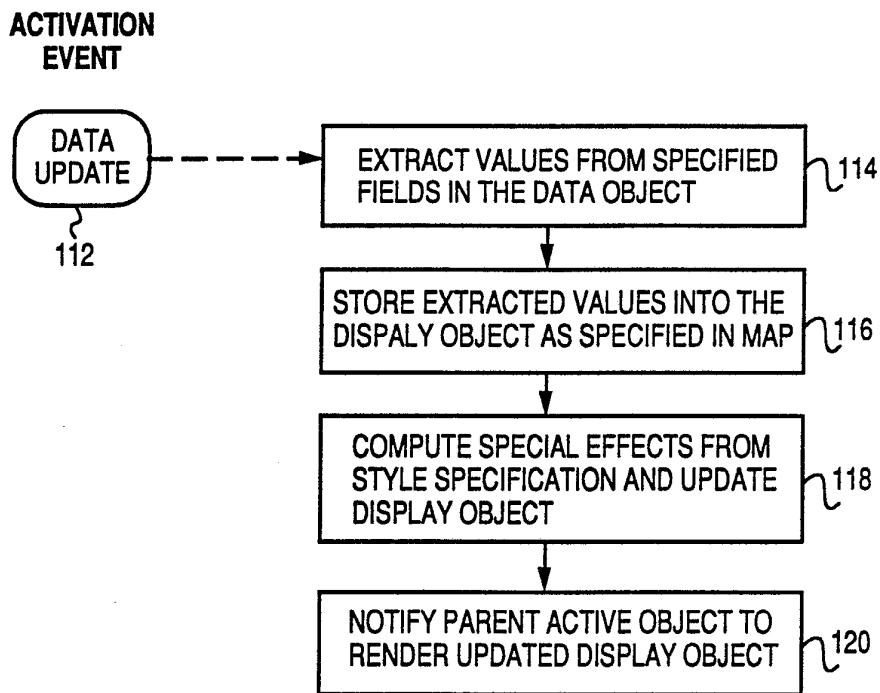 ACTIVATION
EVENT
DATA
UPDATE
112
EXTRACT VALUES FROM SPECIFIED
FIELDS IN THE DATA OBJECT
114
STORE EXTRACTED VALUES INTO THE
DISPALY OBJECT AS SPECIFIED IN MAP
116
COMPUTE SPECIAL EFFECTS FROM
STYLE SPECIFICATION AND UPDATE
DISPLAY OBJECT
118
NOTIFY PARENT ACTIVE OBJECT TO
RENDER UPDATED DISPLAY OBJECT
120